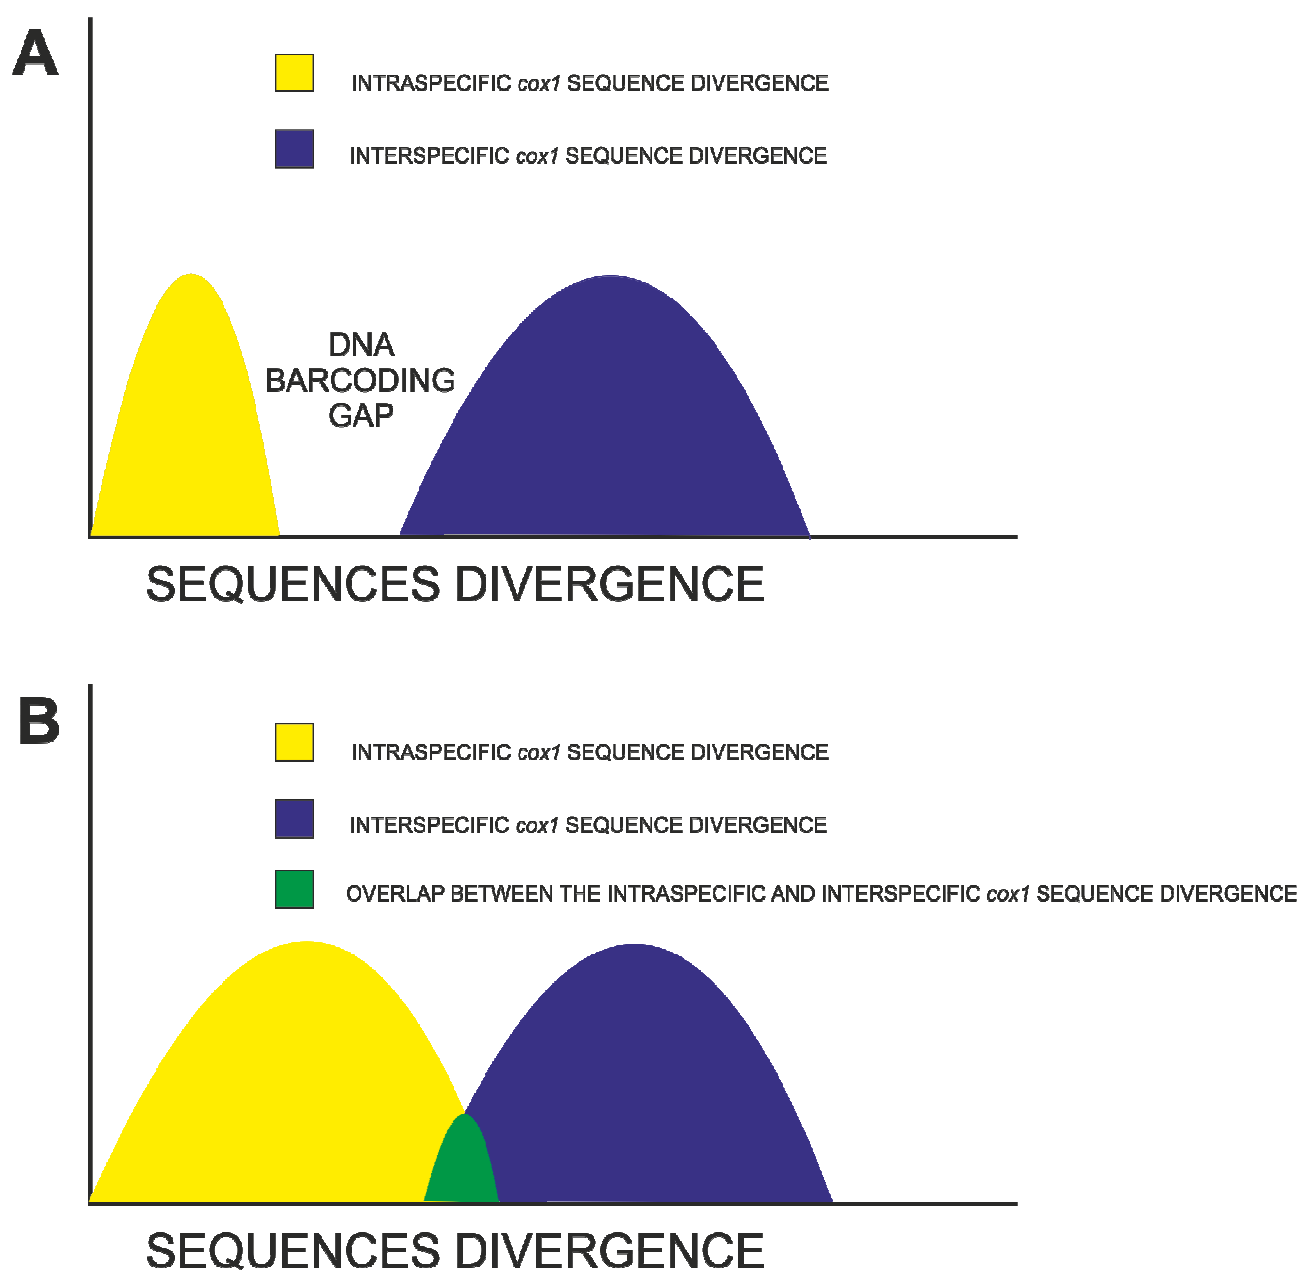 A
INTRASPECIFIC cox1 SEQUENCE DIVERGENCE
INTERSPECIFIC cox1 SEQUENCE DIVERGENCE
DNA
BARCODING
GAP
SEQUENCES DIVERGENCE
B
INTRASPECIFIC cox1 SEQUENCE DIVERGENCE
INTERSPECIFIC cox1 SEQUENCE DIVERGENCE
OVERLAP BETWEEN THE INTRASPECIFIC AND INTERSPECIFIC cox1 SEQUENCE DIVERGENCE
SEQUENCES DIVERGENCE